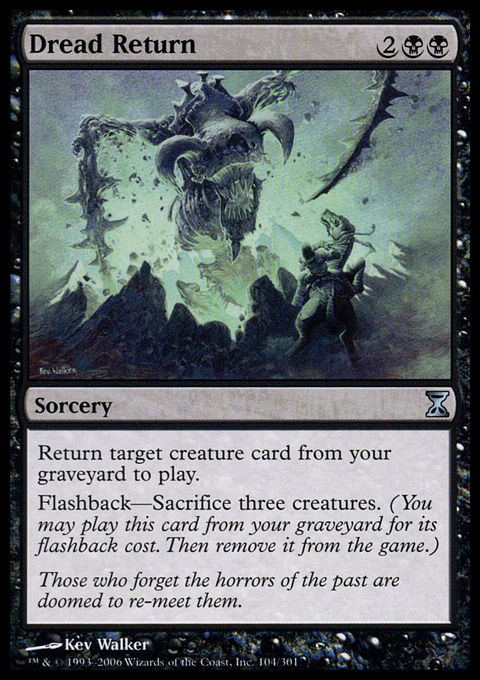 Dread Return 2
Kev. Walker
Sorcery
Return target creature card from your
graveyard to play.
Flashback—Sacrifice three creatures. (You
may play this card from your graveyard for its
flashback cost. Then remove it from the game.)
Those who forget the horrors of the past are
doomed to re-meet them.
Kev Walker
™ & © 1993–2006 Wizards of the Coast, Inc. 104/301